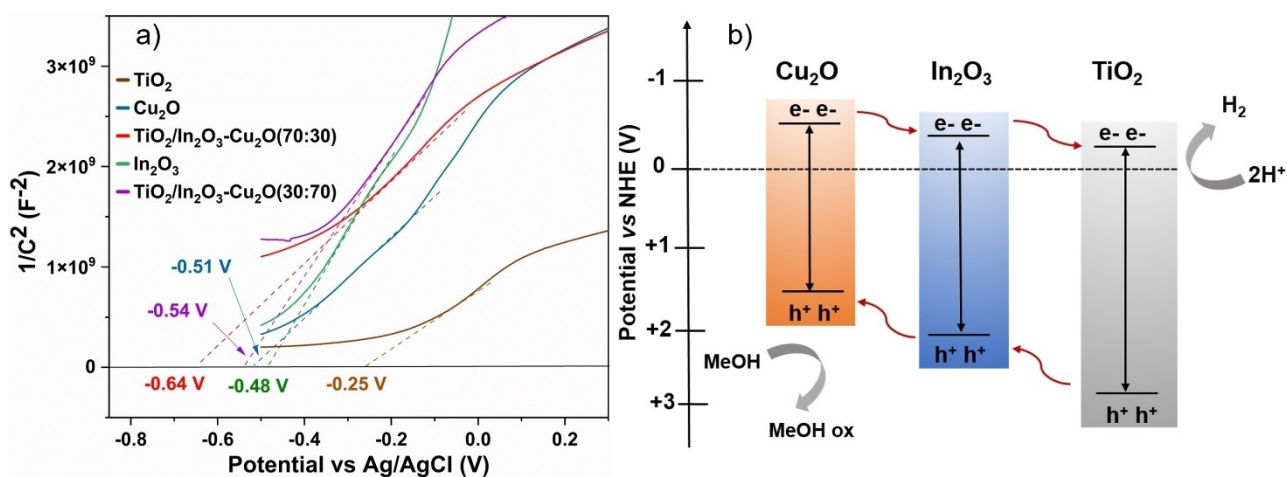 a)
TiO₂
Cu₂O
TiO₂/In₂O₃-Cu₂O(70:30)
In₂O₃
TiO₂/In₂O₃-Cu₂O(30:70)
3×10⁹
2×10⁹
1×10⁹
0
1/C² (F⁻²)
-0.51 V
-0.54 V
-0.64 V
-0.48 V
-0.25 V
-0.8
-0.6
-0.4
-0.2
0.0
0.2
Potential vs Ag/AgCl (V)
b)
Potential vs NHE (V)
-1
0
+1
+2
+3
Cu₂O
In₂O₃
TiO₂
e- e-
e- e-
e- e-
H₂
2H⁺
h⁺ h⁺
h⁺ h⁺
h⁺ h⁺
MeOH
MeOH ox